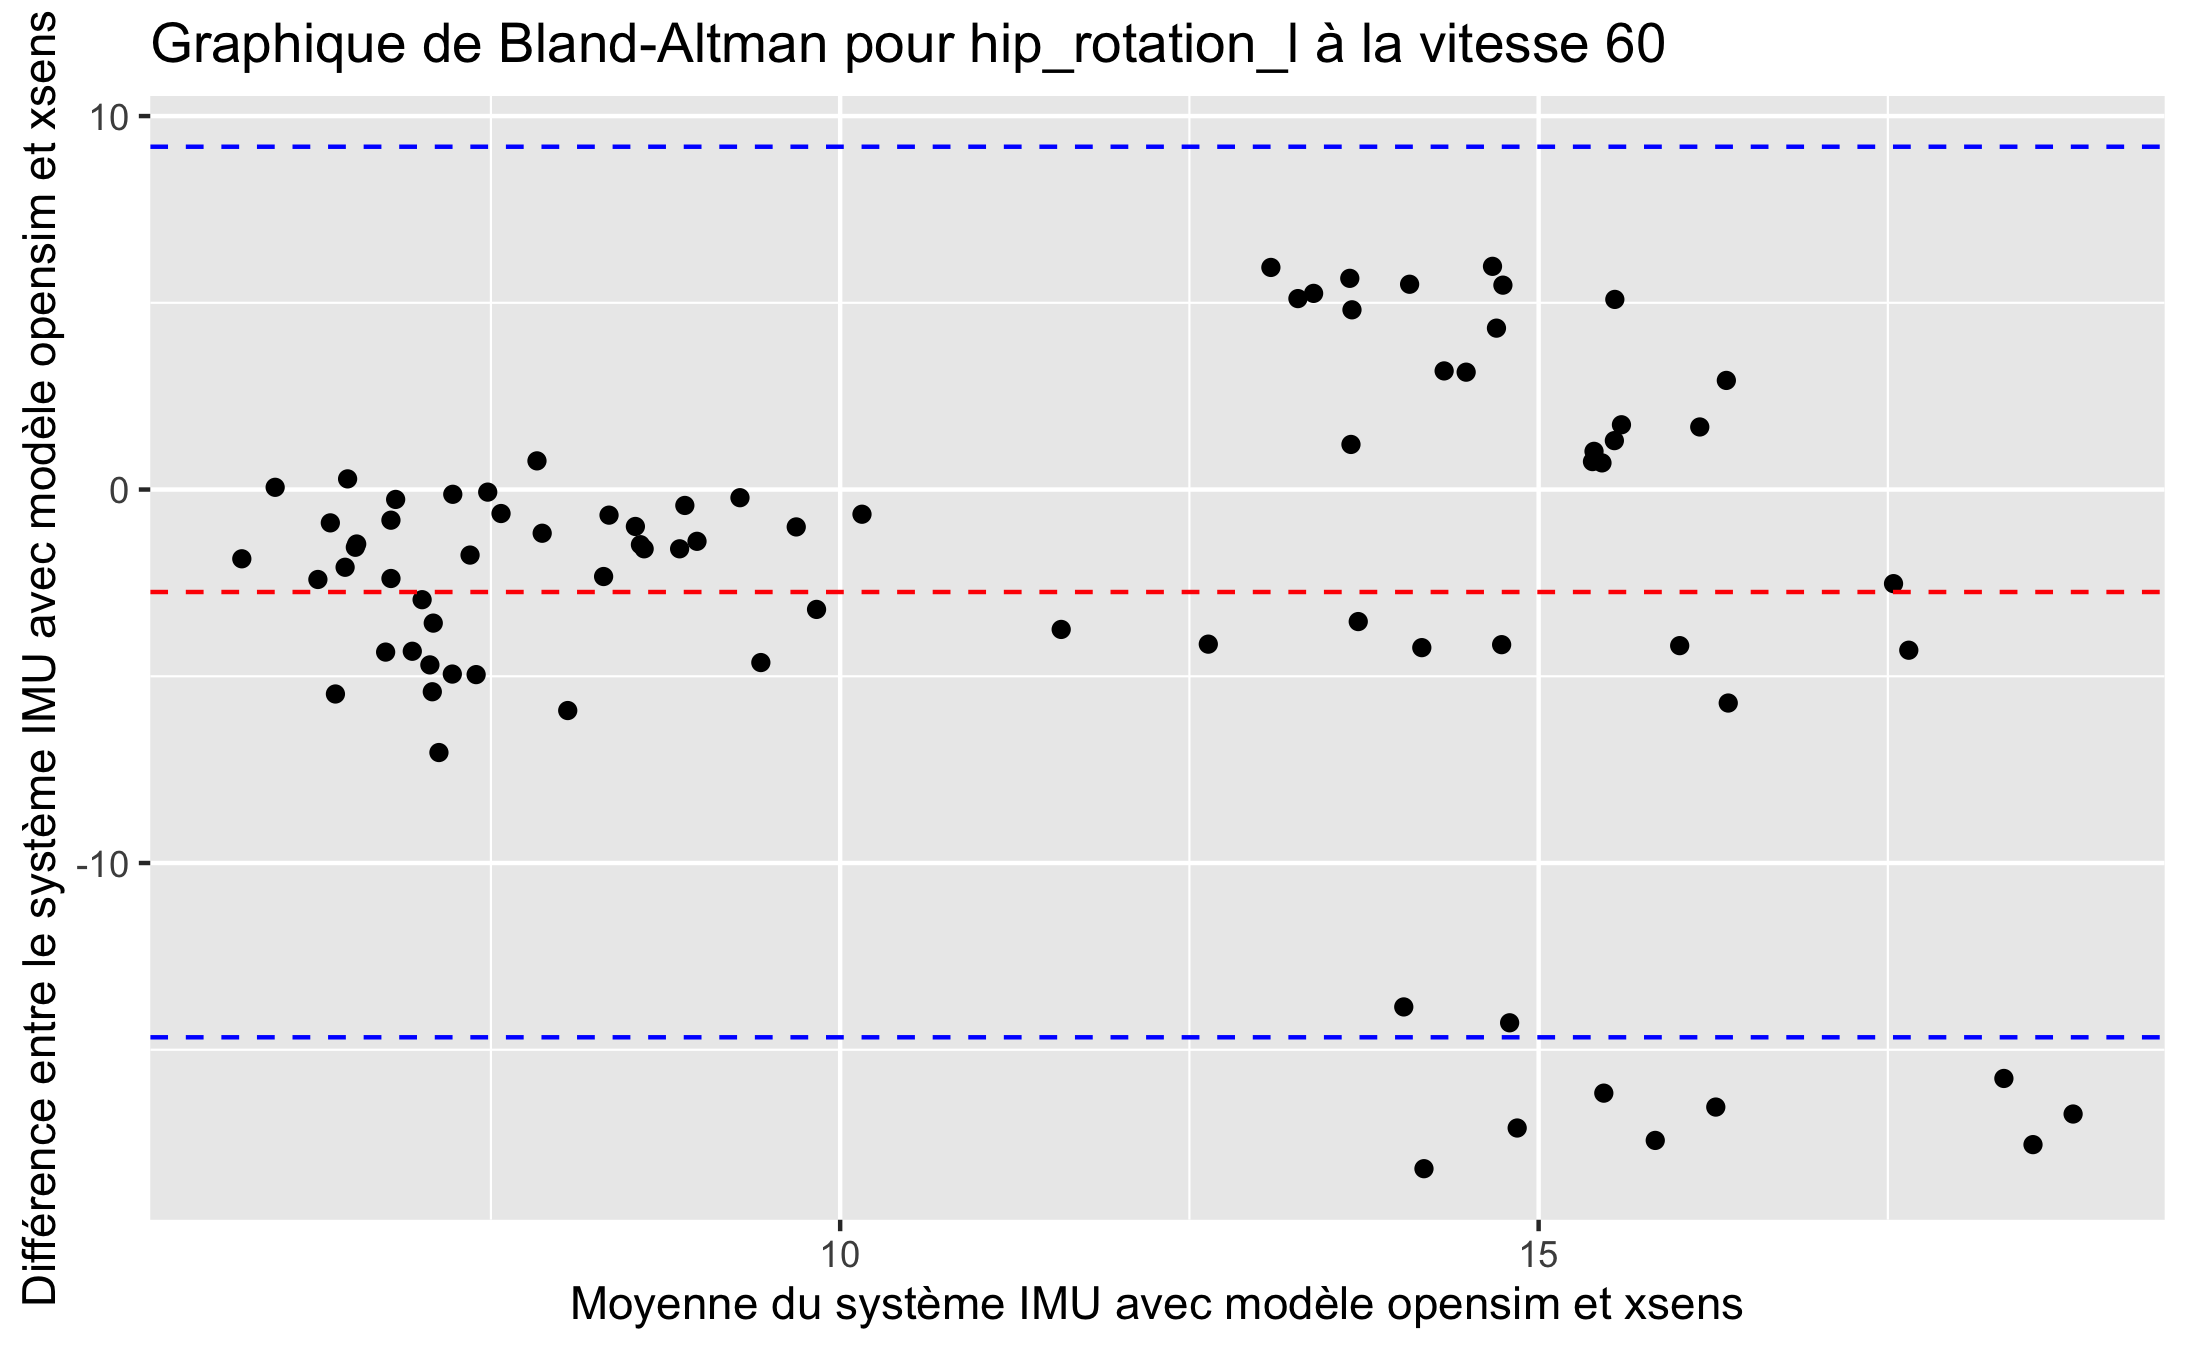 Graphique de Bland-Altman pour hip_rotation_l à la vitesse 60
Différence entre le système IMU avec modèle opensim et xsens
10
0
-10
10
15
Moyenne du système IMU avec modèle opensim et xsens